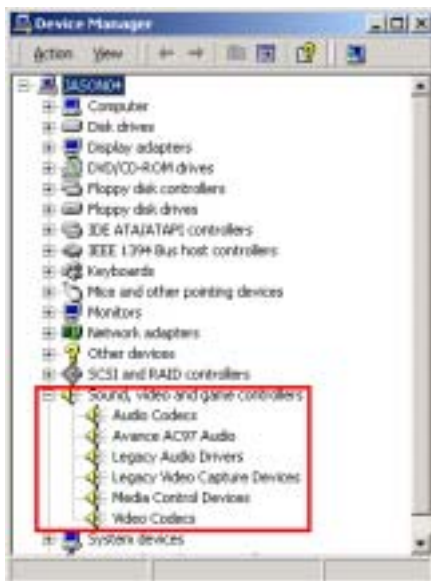 Device Manager
Action View
JASONO+
Computer
Disk drives
Display adapters
DVD/CD-ROM drives
Floppy disk controllers
Floppy disk drives
IDE ATA/ATAPI controllers
IEEE 1394 Bus host controllers
Keyboards
Mice and other pointing devices
Monitors
Network adapters
Other devices
SCSI and RAID controllers
Sound, video and game controllers
Audio Codecs
Avance AC97 Audio
Legacy Audio Drivers
Legacy Video Capture Devices
Media Control Devices
Video Codecs
System devices